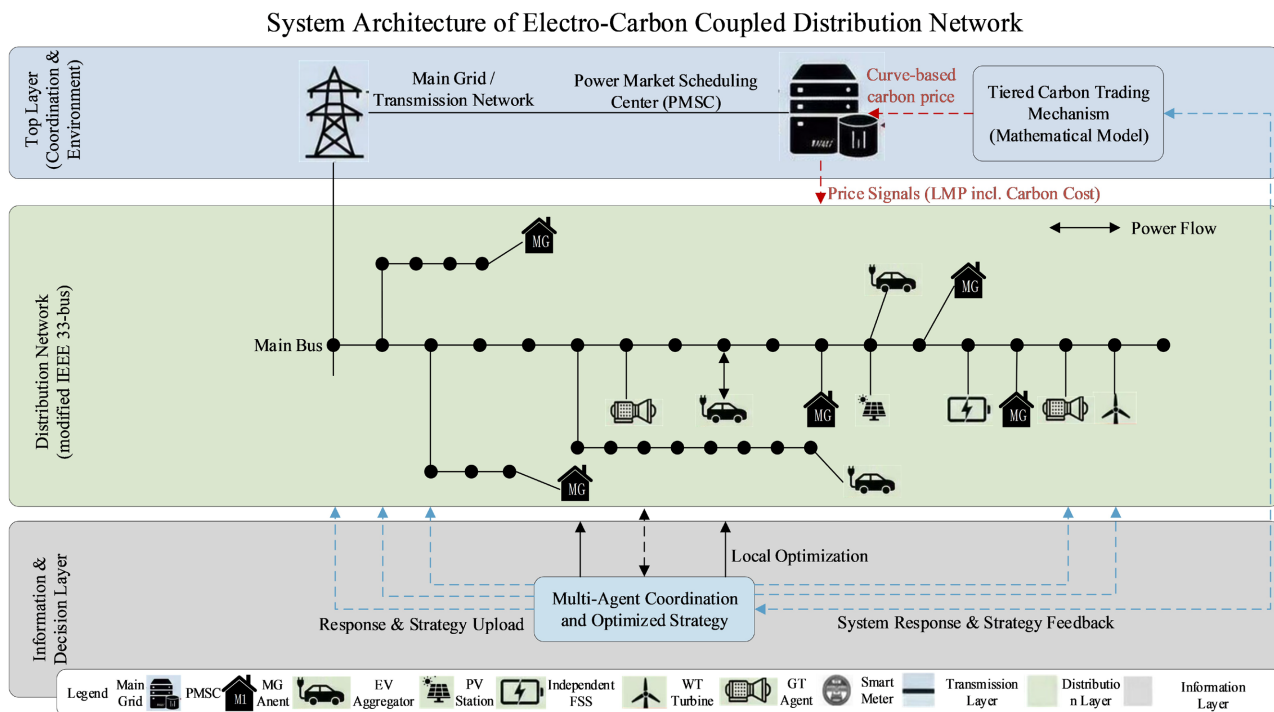 System Architecture of Electro-Carbon Coupled Distribution Network
Top Layer
(Coordination &
Environment)
Main Grid /
Transmission Network
Power Market Scheduling
Center (PMSC)
Curve-based
carbon price
Tiered Carbon Trading
Mechanism
(Mathematical Model)
Price Signals (LMP incl. Carbon Cost)
Distribution Network
(modified IEEE 33-bus)
Power Flow
MG
MG
Main Bus
MG
MG
MG
Information &
Decision Layer
Local Optimization
Multi-Agent Coordination
and Optimized Strategy
Response & Strategy Upload
System Response & Strategy Feedback
Legend
Main
Grid
PMSC
M1
MG
Anent
EV
Aggregator
PV
Station
Independent
FSS
WT
Turbine
GT
Agent
Smart
Meter
Transmission
Layer
Distributio
n Layer
Information
Layer